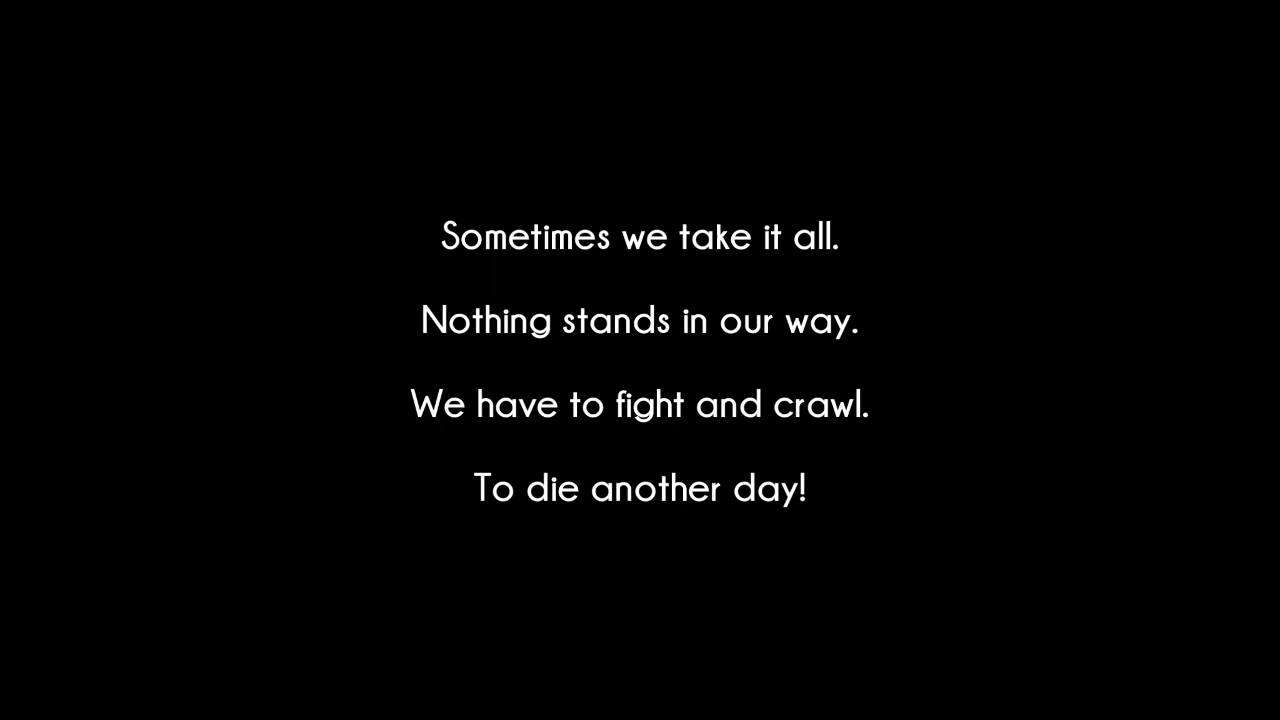 Sometimes we take it all.
Nothing stands in our way.
We have to fight and crawl.
To die another day!